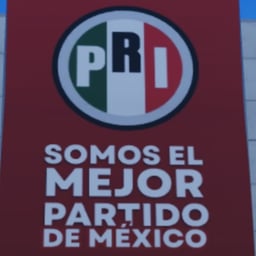 PRI
SOMOS EL
MEJOR
PARTIDO
DE MÉXICO